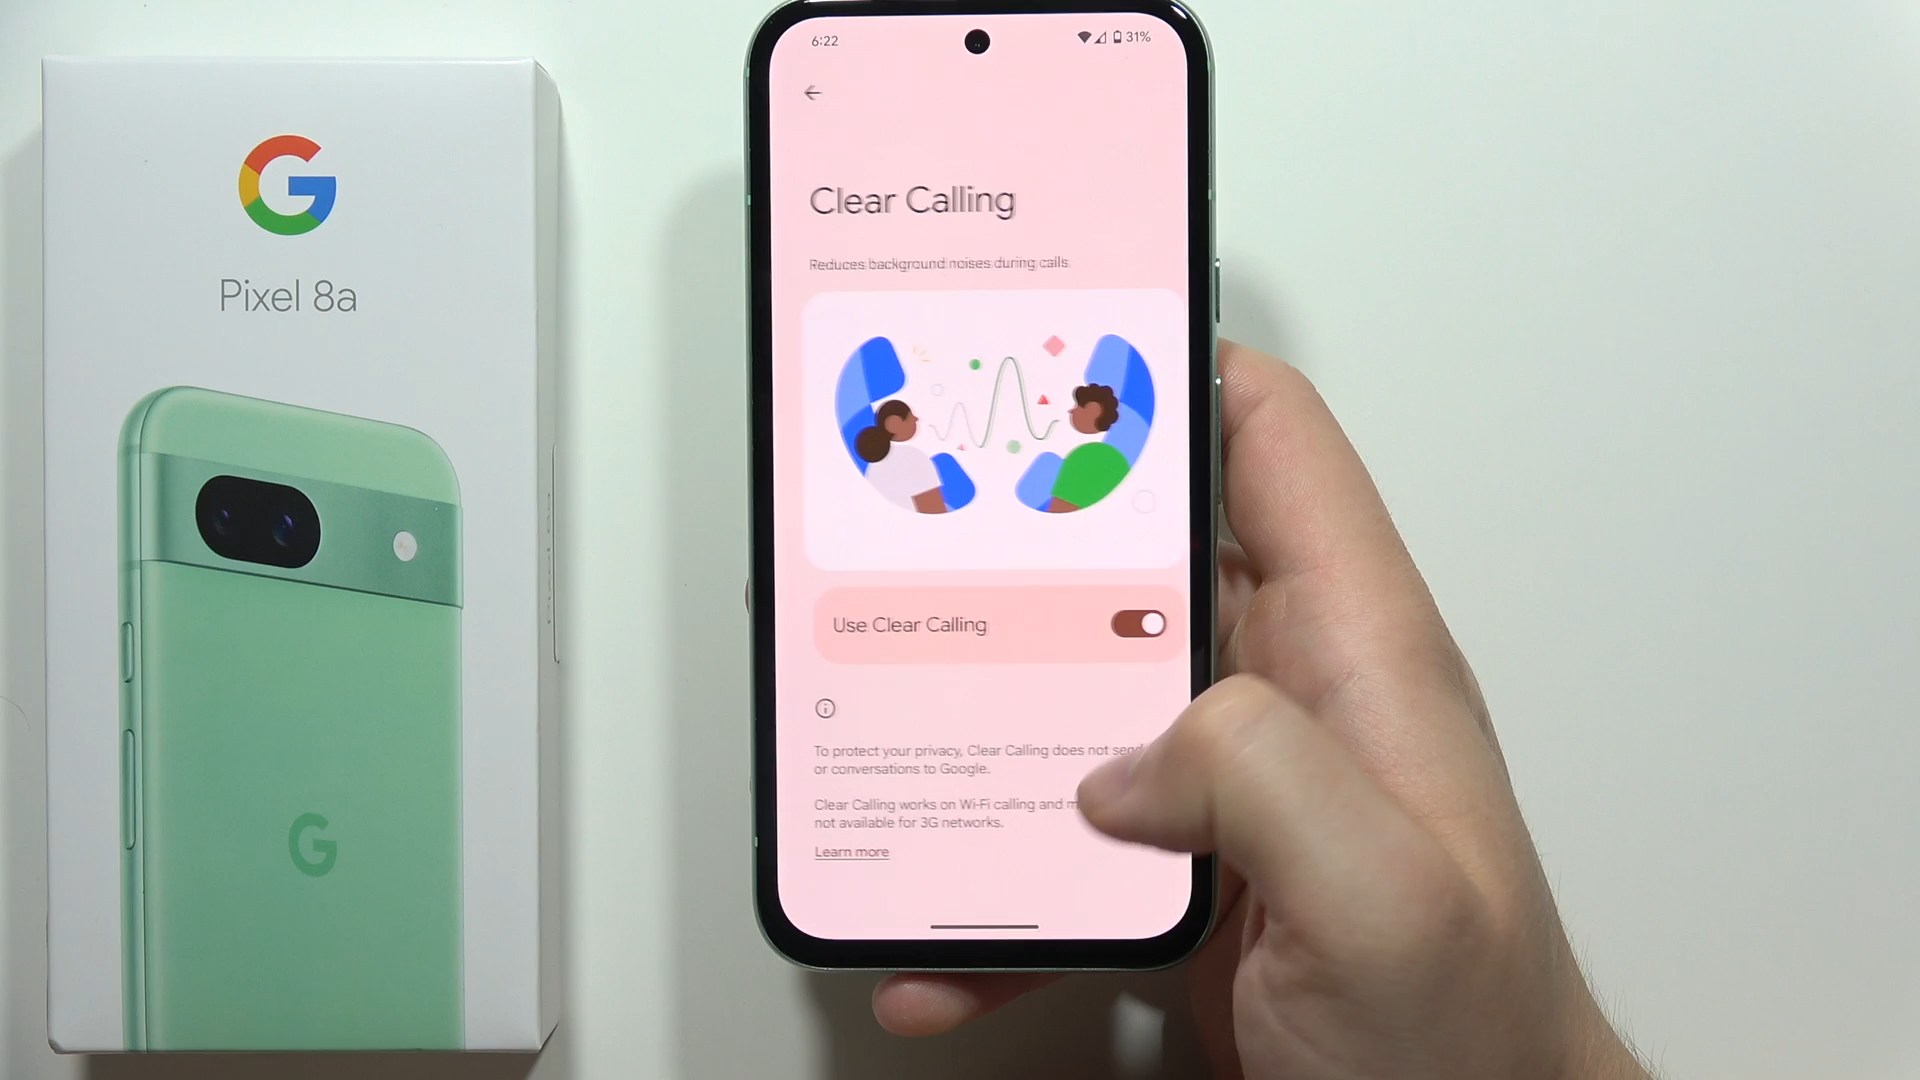 Pixel 8a
6:22
31%
Clear Calling
Reduces background noises during calls
Use Clear Calling
To protect your privacy, Clear Calling does not send
or conversations to Google.
Clear Calling works on Wi-Fi calling and
not available for 3G networks.
Learn more